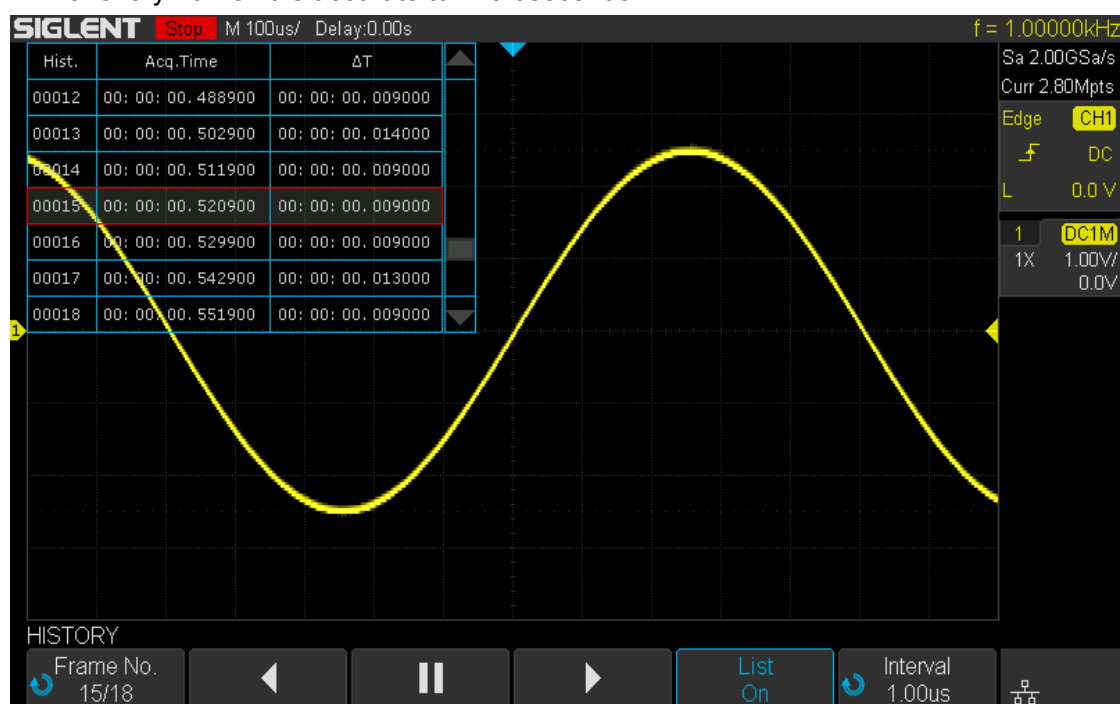 SIGLENT Stop M 100us/ Delay:0.00s f = 1.00000kHz
Hist. Acq.Time ΔT
00012 00: 00: 00. 488900 00: 00: 00. 009000
00013 00: 00: 00. 502900 00: 00: 00. 014000
00014 00: 00: 00. 511900 00: 00: 00. 009000
00015 00: 00: 00. 520900 00: 00: 00. 009000
00016 00: 00: 00. 529900 00: 00: 00. 009000
00017 00: 00: 00. 542900 00: 00: 00. 013000
00018 00: 00: 00. 551900 00: 00: 00. 009000
Sa 2.00GSa/s
Curr 2.80Mpts
Edge CH1
DC
L 0.0 V
1 DC1M
1X 1.00V/
0.0V
1
HISTORY
Frame No.
15/18
List
On
Interval
1.00us